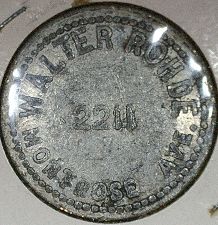 WALTER ROHDE
2211
MONTROSE AVE.